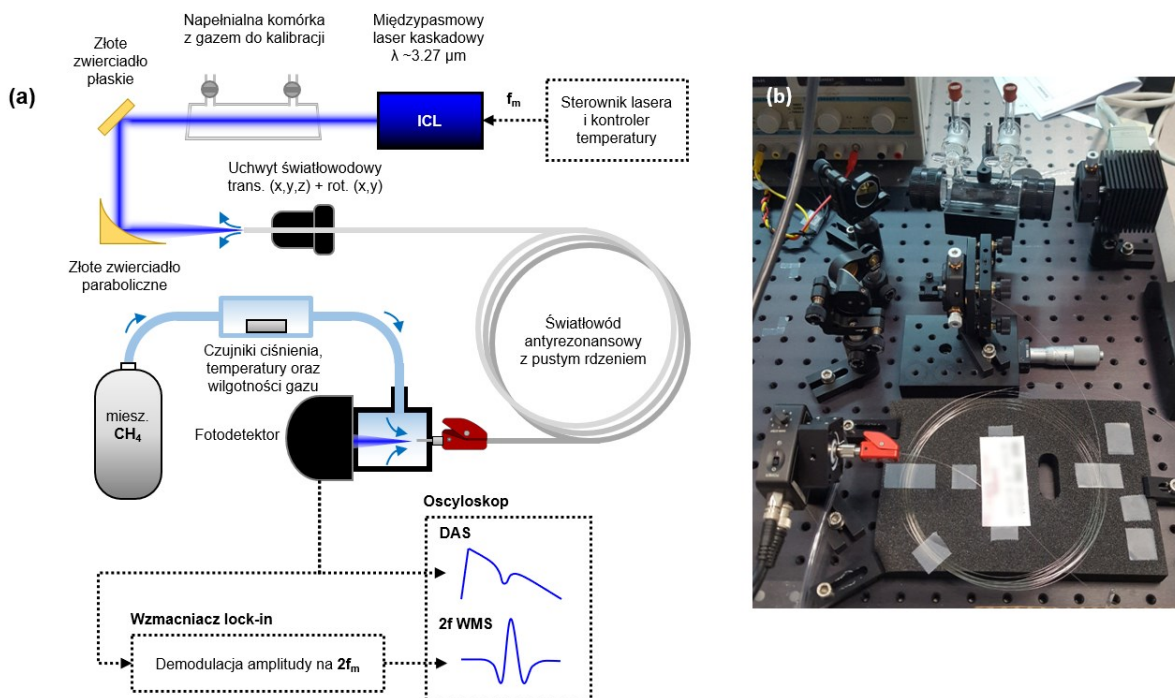 (a)
Złote
zwierciadło
płaskie
Napełnialna komórka
z gazem do kalibracji
Międzypasmowy
laser kaskadowy
λ ~3.27 µm
ICL
fm
Sterownik lasera
i kontroler
temperatury
Uchwyt światłowodowy
trans. (x,y,z) + rot. (x,y)
Złote zwierciadło
paraboliczne
Światłowód
antyrezonansowy
z pustym rdzeniem
Czujniki ciśnienia,
temperatury oraz
wilgotności gazu
miesz.
CH4
Fotodetektor
Oscyloskop
DAS
2f WMS
Wzmacniacz lock-in
Demodulacja amplitudy na 2fm
(b)